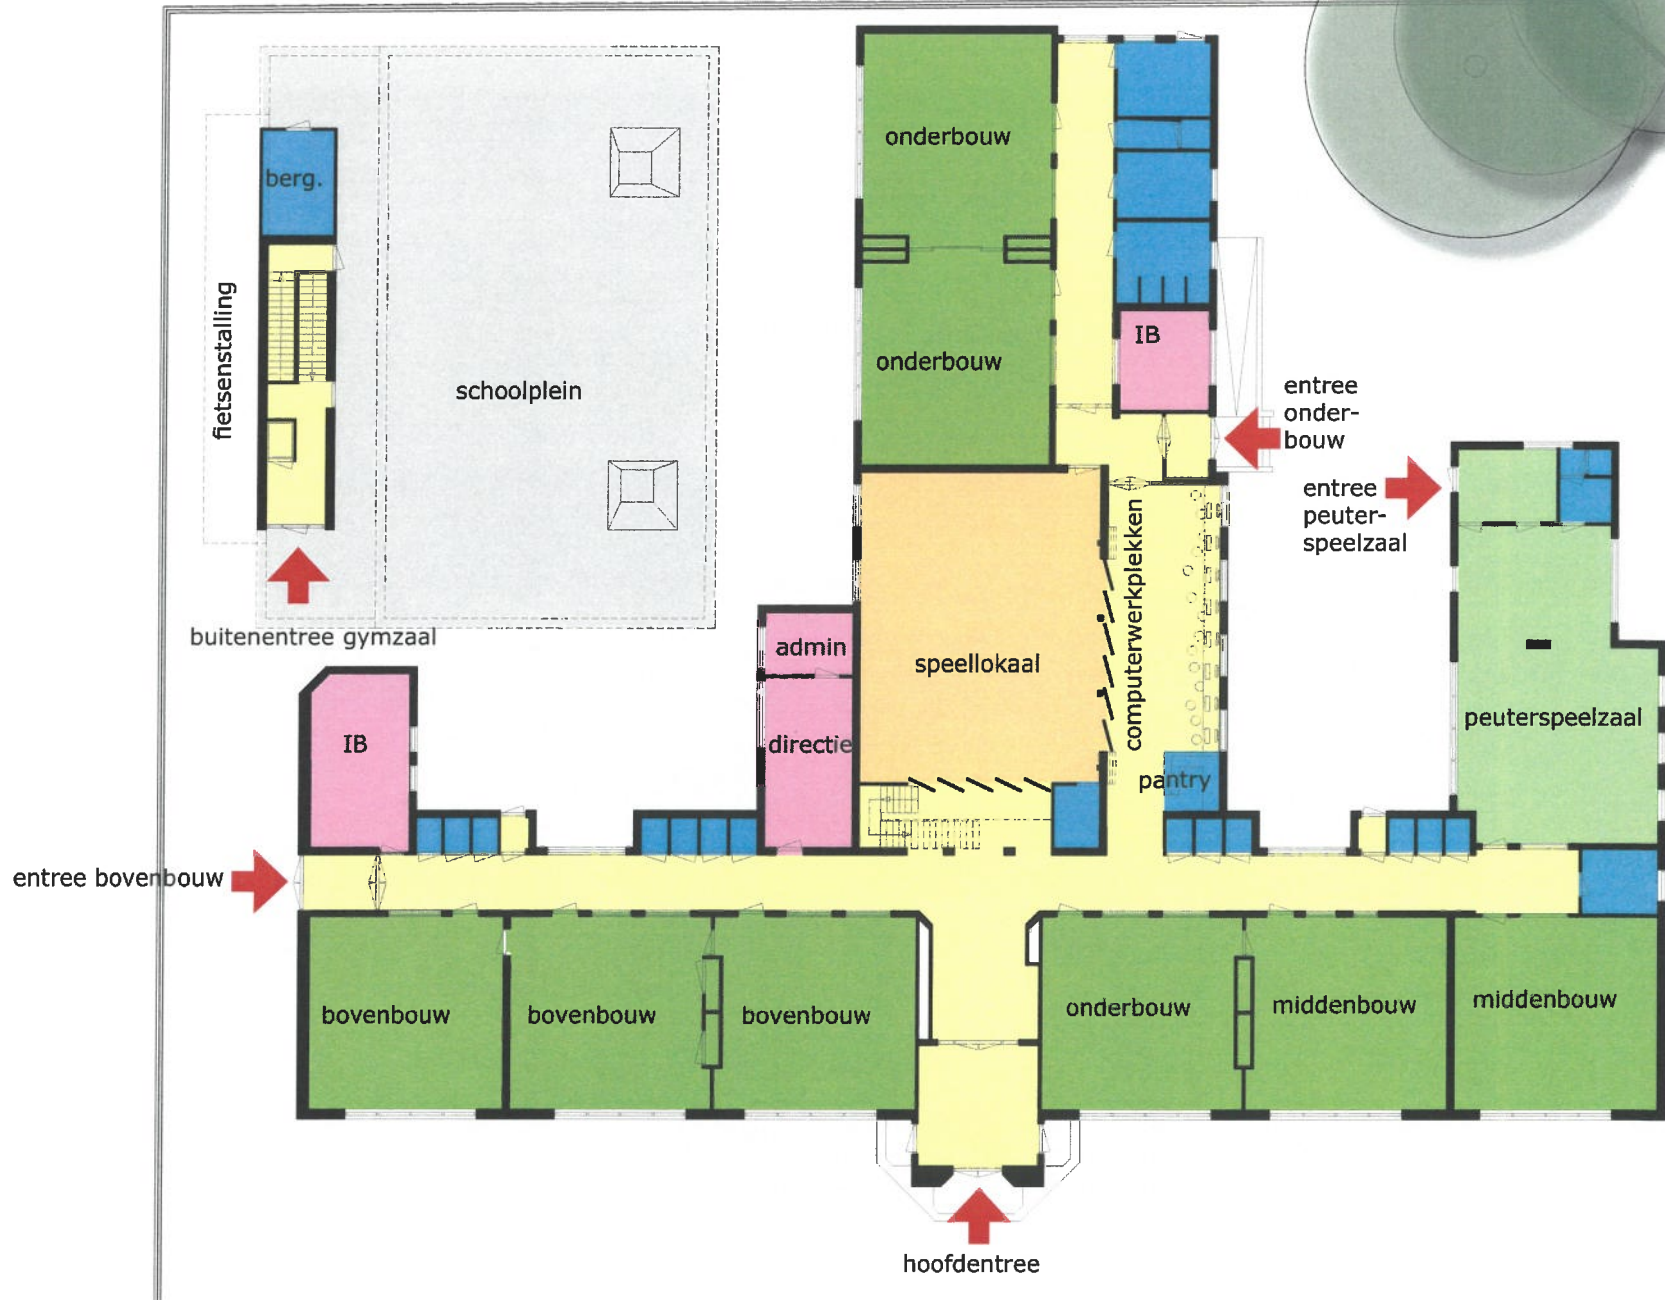 onderbouw
berg.
fietsenstalling
schoolplein
onderbouw
IB
entree
onder-
bouw
entree
peuter-
speelzaal
computerwerkplekken
buitenentree gymzaal
admin
speellokaal
peuterspeelzaal
IB
directie
pantry
entree bovenbouw
bovenbouw
bovenbouw
bovenbouw
onderbouw
middenbouw
middenbouw
hoofdentree